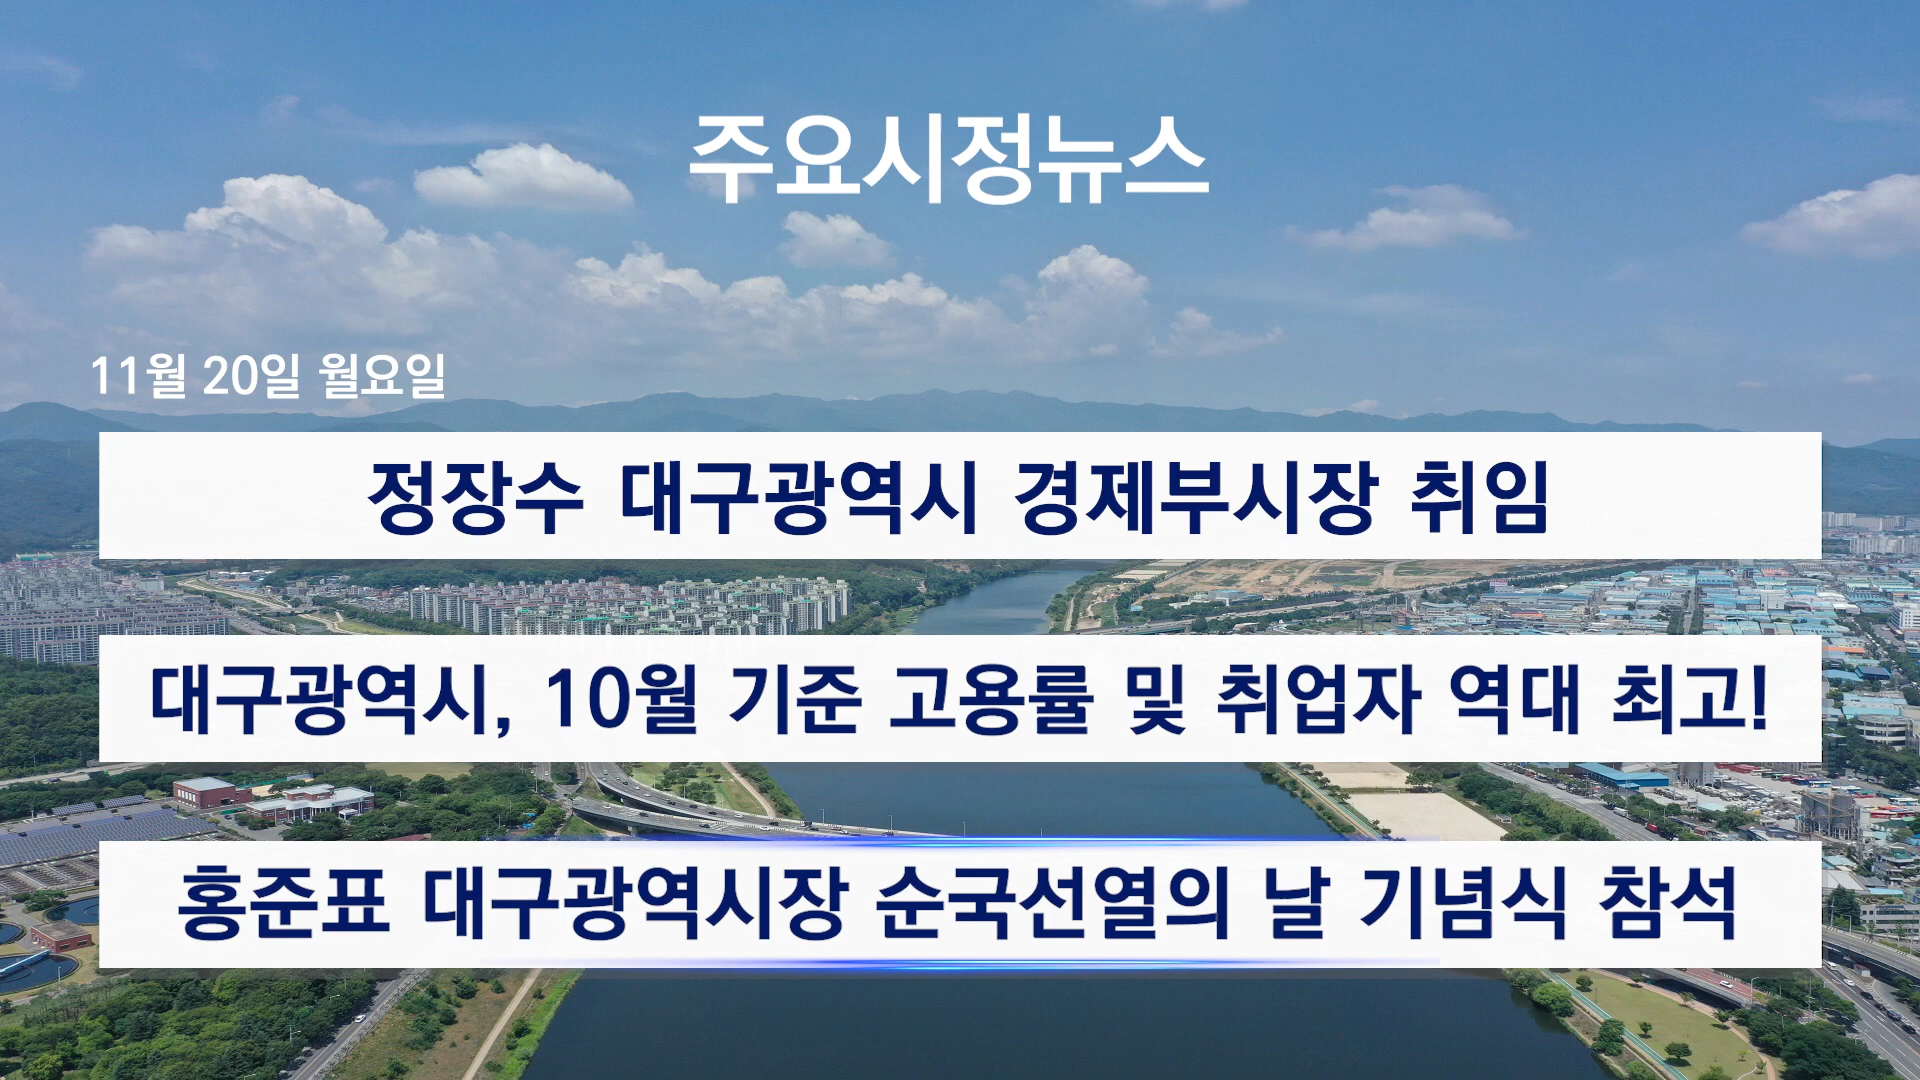 주요시정뉴스
11월 20일 월요일
정장수 대구광역시 경제부시장 취임
대구광역시, 10월 기준 고용률 및 취업자 역대 최고!
홍준표 대구광역시장 순국선열의 날 기념식 참석